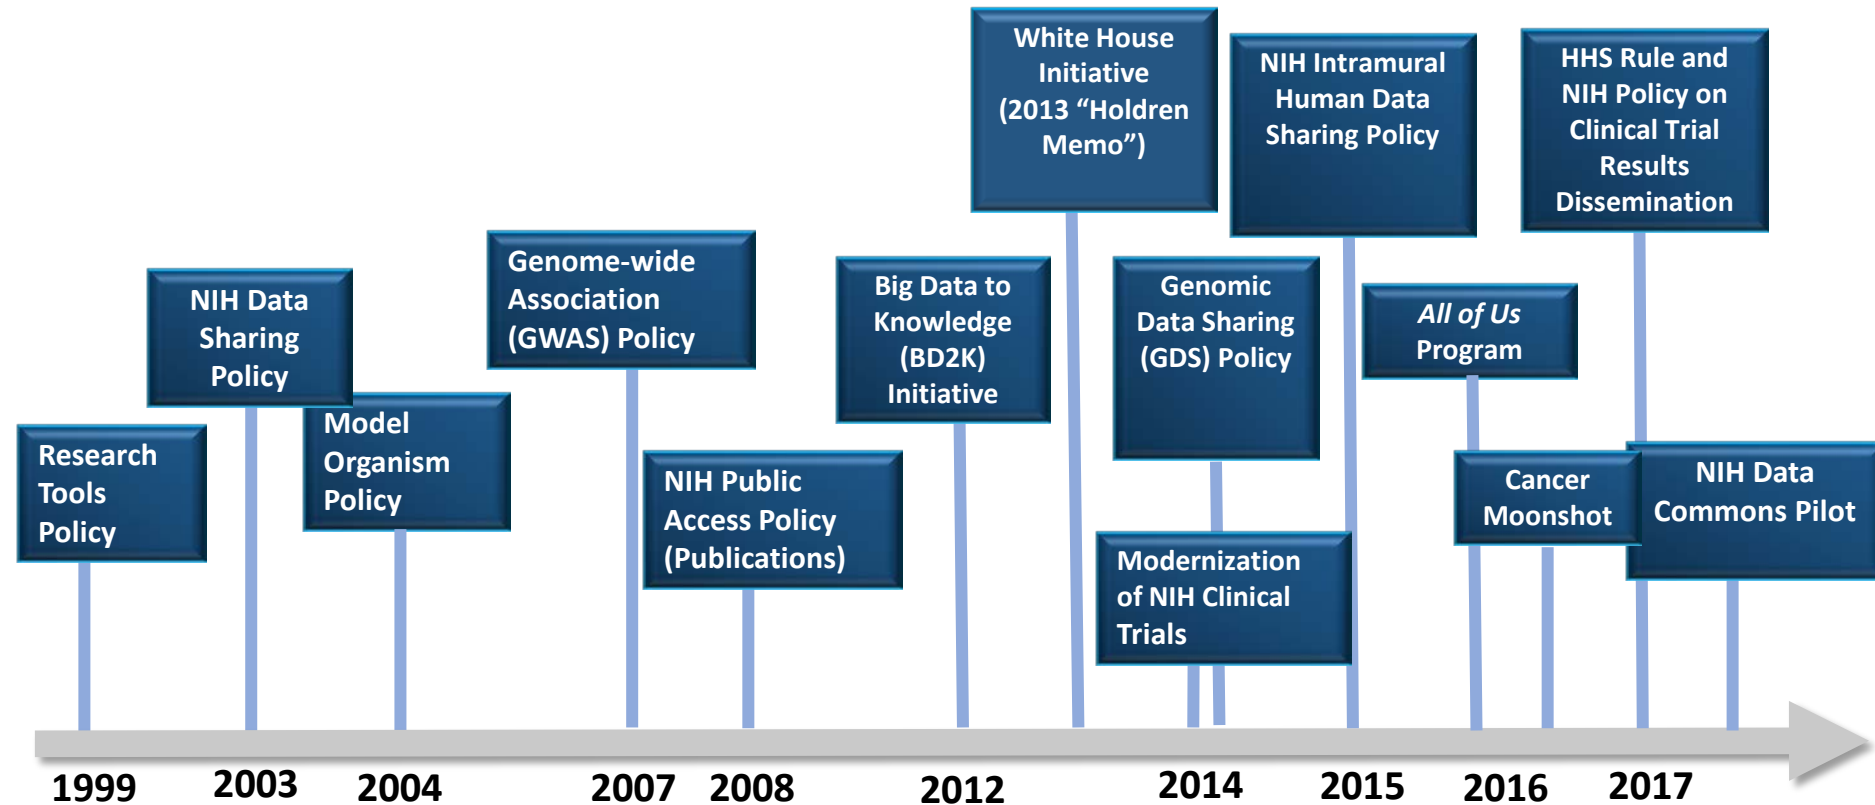 Research
Tools
Policy
NIH Data
Sharing
Policy
Model
Organism
Policy
Genome-wide
Association
(GWAS) Policy
NIH Public
Access Policy
(Publications)
Big Data to
Knowledge
(BD2K)
Initiative
White House
Initiative
(2013 “Holdren
Memo”)
Modernization
of NIH Clinical
Trials
Genomic
Data Sharing
(GDS) Policy
NIH Intramural
Human Data
Sharing Policy
All of Us
Program
Cancer
Moonshot
HHS Rule and
NIH Policy on
Clinical Trial
Results
Dissemination
NIH Data
Commons Pilot
1999 2003 2004 2007 2008 2012 2014 2015 2016 2017